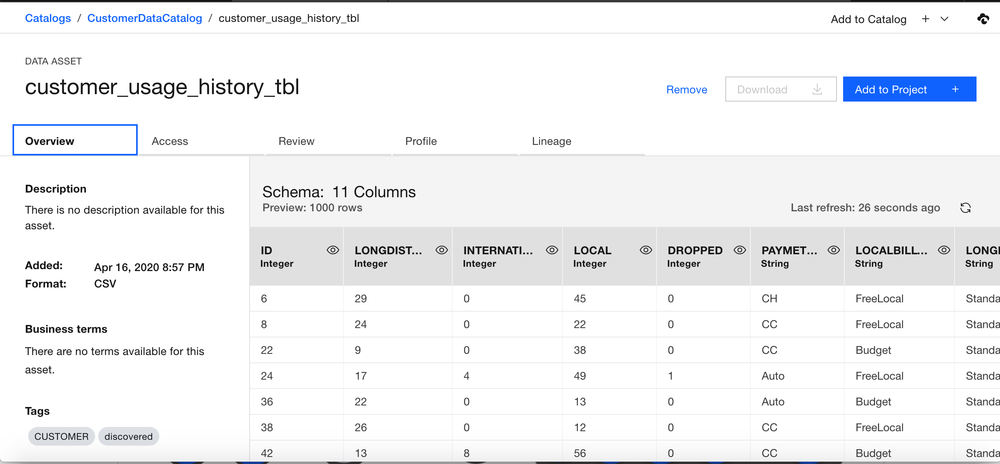 Catalogs / CustomerDataCatalog / customer_usage_history_tbl
Add to Catalog
DATA ASSET
customer_usage_history_tbl
Remove
Download
Add to Project
Overview Access Review Profile Lineage
Description
There is no description available for this
asset.
Added: Apr 16, 2020 8:57 PM
Format: CSV
Business terms
There are no terms available for this
asset.
Tags
CUSTOMER discovered
Schema: 11 Columns
Preview: 1000 rows
Last refresh: 26 seconds ago
ID LONGDIST... INTERNATI... LOCAL DROPPED PAYMET... LOCALBILL...
Integer Integer Integer Integer Integer String String String
6 29 0 45 0 CH FreeLocal Standa
8 24 0 22 0 CC FreeLocal Standa
22 9 0 38 0 CC Budget Standa
24 17 4 49 1 Auto FreeLocal Standa
36 22 0 13 0 Auto Budget Standa
38 26 0 12 0 CC FreeLocal Standa
42 13 8 56 0 CC Budget Standa